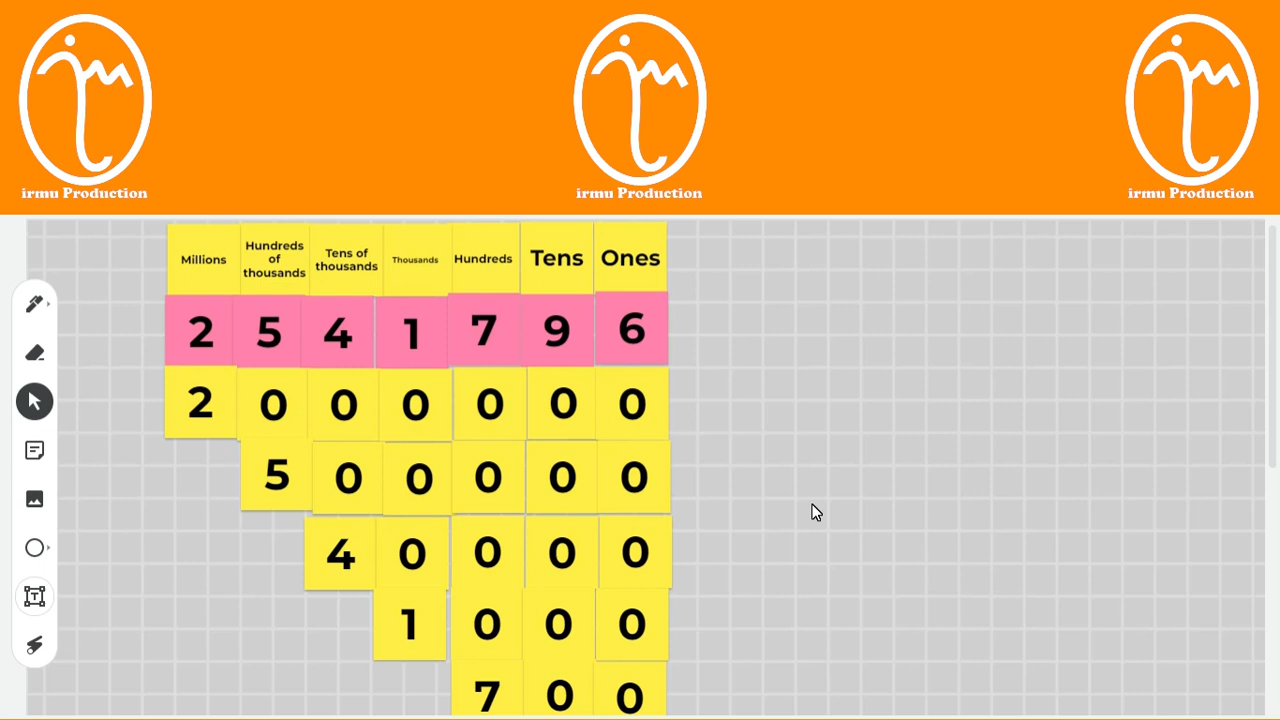 irmu Production
irmu Production
irmu Production
Millions
Hundreds
of
thousands
Tens of
thousands
Thousands
Hundreds
Tens
Ones
2 5 4 1 7 9 6
2 0 0 0 0 0 0
5 0 0 0 0 0
4 0 0 0 0
1 0 0 0
7 0 0